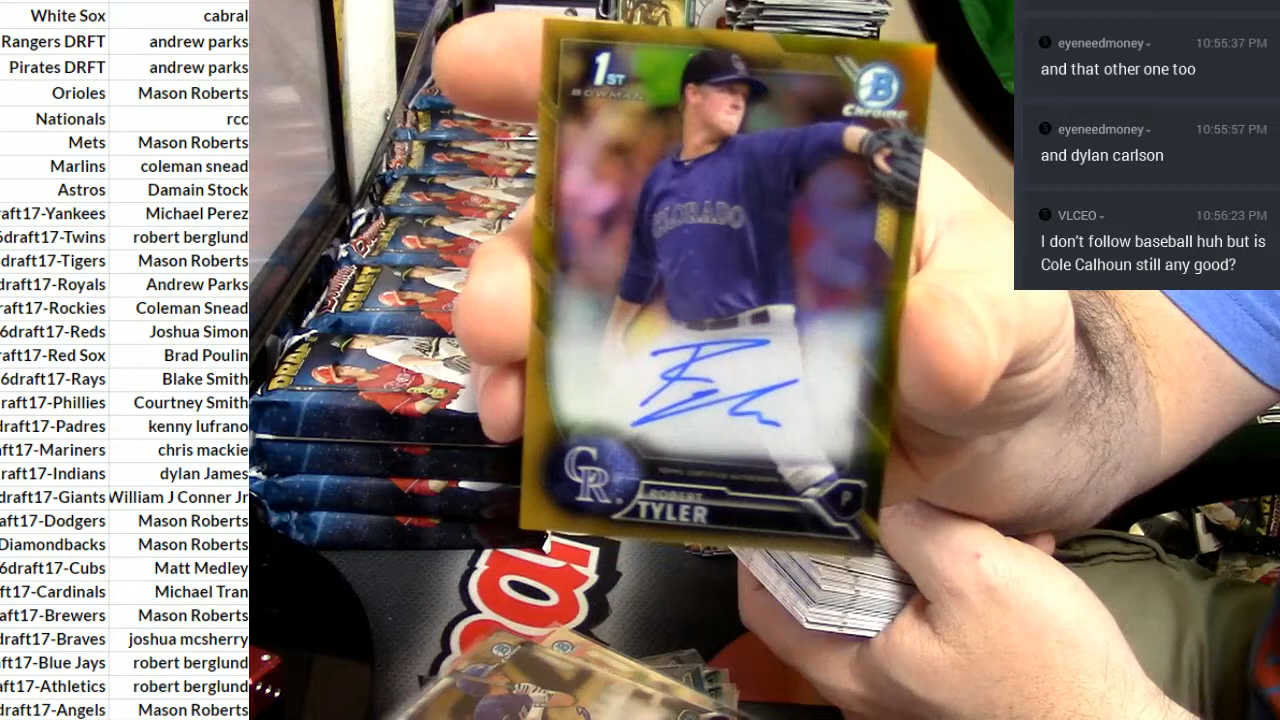 White Sox cabral
Rangers DRFT andrew parks
Pirates DRFT andrew parks
Orioles Mason Roberts
Nationals rcc
Mets Mason Roberts
Marlins coleman snead
Astros Damain Stock
raft17-Yankees Michael Perez
6draft17-Twins robert berglund
draft17-Tigers Mason Roberts
draft17-Royals Andrew Parks
raft17-Rockies Coleman Snead
6draft17-Reds Joshua Simon
raft17-Red Sox Brad Poulin
6draft17-Rays Blake Smith
raft17-Phillies Courtney Smith
draft17-Padres kenny lufrano
ft17-Mariners chris mackie
raft17-Indians dylan James
draft17-Giants William J Conner Jr
aft17-Dodgers Mason Roberts
Diamondbacks Mason Roberts
6draft17-Cubs Matt Medley
ft17-Cardinals Michael Tran
aft17-Brewers Mason Roberts
draft17-Braves joshua mcsherry
aft17-Blue Jays robert berglund
aft17-Athletics robert berglund
aft17-Angels Mason Roberts
1ST
BOWMAN
B
Chrome
COLORADO
CR
ROBERT
TYLER
P
DRAFT
DRAFT
eyeneedmoney 10:55:37 PM
and that other one too
eyeneedmoney 10:55:57 PM
and dylan carlson
VLCEO 10:56:23 PM
I don't follow baseball huh but is
Cole Calhoun still any good?